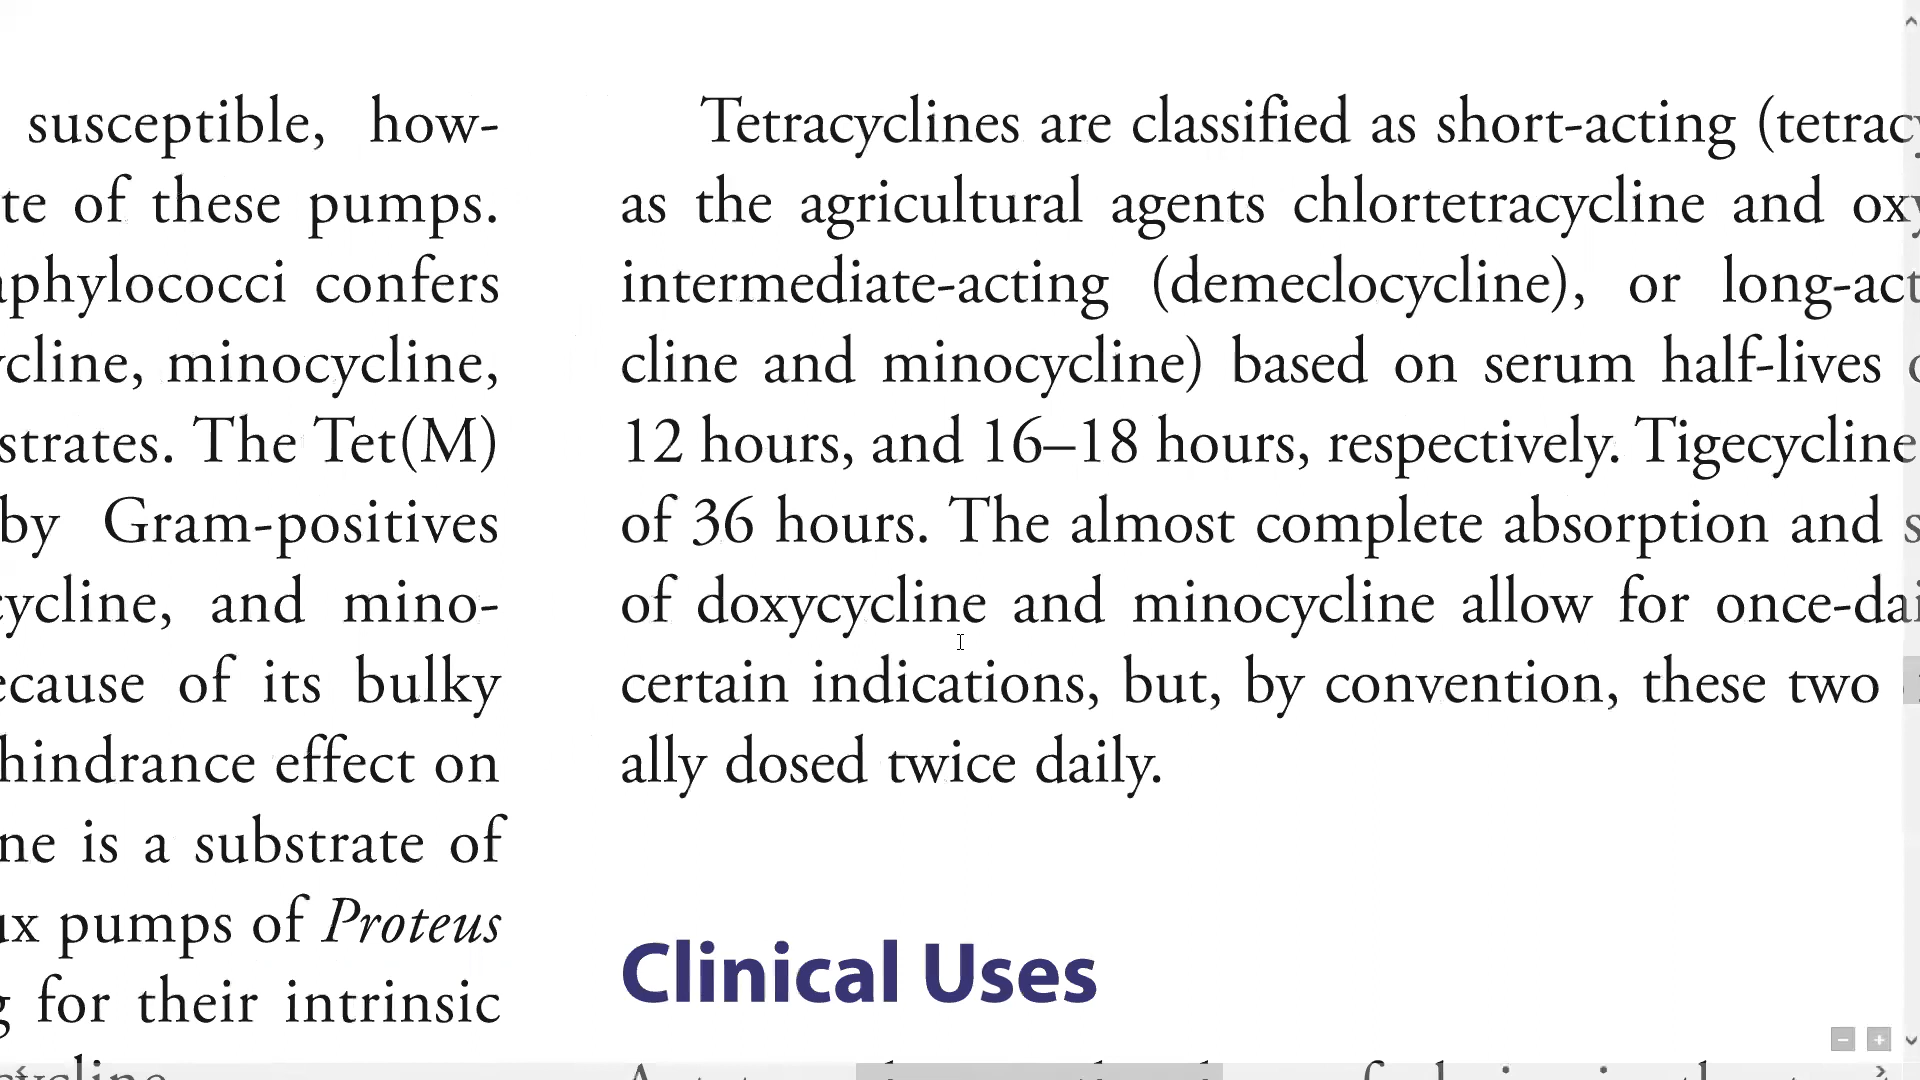 susceptible, how-
te of these pumps.
aphylococci confers
ycline, minocycline,
strates. The Tet(M)
by Gram-positives
cycline, and mino-
ecause of its bulky
hindrance effect on
ne is a substrate of
ux pumps of Proteus
g for their intrinsic
Tetracyclines are classified as short-acting (tetracy
as the agricultural agents chlortetracycline and oxy
intermediate-acting (demeclocycline), or long-act
cline and minocycline) based on serum half-lives
12 hours, and 16–18 hours, respectively. Tigecycline
of 36 hours. The almost complete absorption and s
of doxycycline and minocycline allow for once-dai
certain indications, but, by convention, these two
ally dosed twice daily.
Clinical Uses